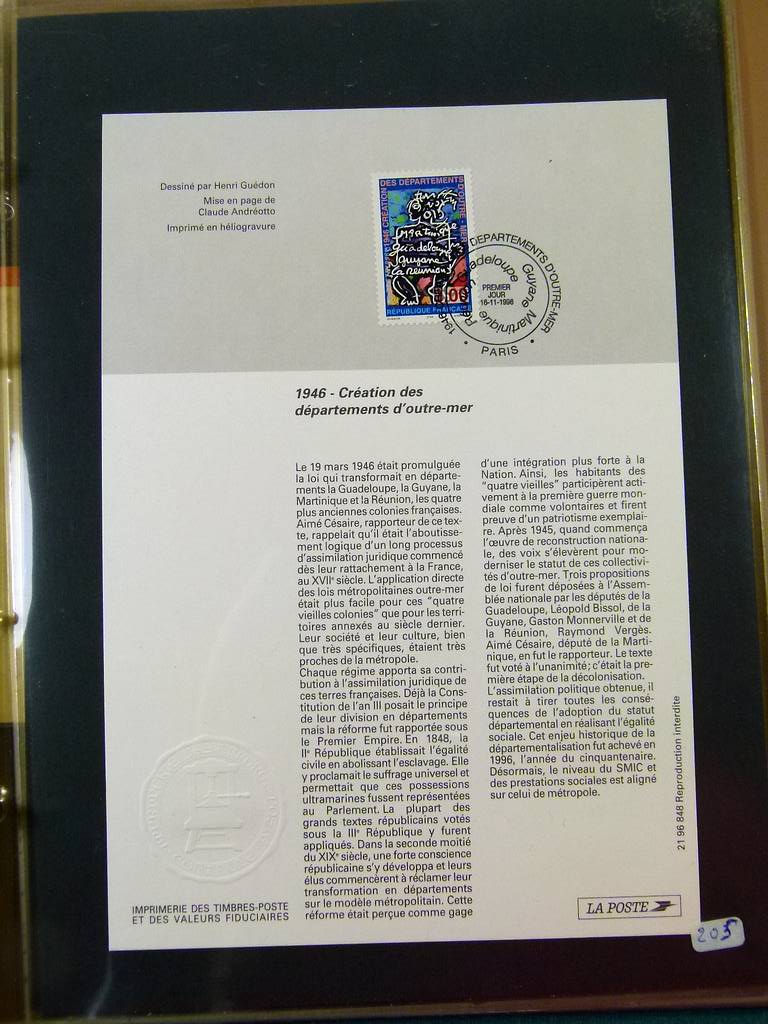 Dessiné par Henri Guédon
Mise en page de
Claude Andréotto
Imprimé en héliogravure
1946 CRÉATION
DES DÉPARTEMENTS
D'OUTRE-MER
Martinique
guadeloupe
guyane
la reunion
RÉPUBLIQUE FRANÇAISE
DEPARTEMENTS D'OUTRE-MER
1946
Guadeloupe Guyane Martinique
PREMIER
JOUR
16-11-1996
PARIS
1946 - Création des
départements d'outre-mer
Le 19 mars 1946 était promulguée
la loi qui transformait en départe-
ments la Guadeloupe, la Guyane, la
Martinique et la Réunion, les quatre
plus anciennes colonies françaises.
Aimé Césaire, rapporteur de ce tex-
te, rappelait qu'il était l'aboutisse-
ment logique d'un long processus
d'assimilation juridique commencé
dès leur rattachement à la France,
au XVIIe siècle. L'application directe
des lois métropolitaines outre-mer
était plus facile pour ces "quatre
vieilles colonies" que pour les terri-
toires annexés au siècle dernier.
Leur société et leur culture, bien
que très spécifiques, étaient très
proches de la métropole.
Chaque régime apporta sa contri-
bution à l'assimilation juridique de
ces terres françaises. Déjà la Cons-
titution de l'an III posait le principe
de leur division en départements
mais la réforme fut rapportée sous
le Premier Empire. En 1848, la
IIe République établissait l'égalité
civile en abolissant l'esclavage. Elle
y proclamait le suffrage universel et
permettait que ces possessions
ultramarines fussent représentées
au Parlement. La plupart des
grands textes républicains votés
sous la IIIe République y furent
appliqués. Dans la seconde moitié
du XIXe siècle, une forte conscience
républicaine s'y développa et leurs
élus commencèrent à réclamer leur
transformation en départements
sur le modèle métropolitain. Cette
réforme était perçue comme gage
d'une intégration plus forte à la
Nation. Ainsi, les habitants des
"quatre vieilles" participèrent acti-
vement à la première guerre mon-
diale comme volontaires et firent
preuve d'un patriotisme exemplai-
re. Après 1945, quand commença
l'œuvre de reconstruction nationa-
le, des voix s'élevèrent pour mo-
derniser le statut de ces collectivi-
tés d'outre-mer. Trois propositions
de loi furent déposées à l'Assem-
blée nationale par les députés de la
Guadeloupe, Léopold Bissol, de la
Guyane, Gaston Monnerville et de
la Réunion, Raymond Vergès.
Aimé Césaire, député de la Marti-
nique, en fut le rapporteur. Le texte
fut voté à l'unanimité; c'était la pre-
mière étape de la décolonisation.
L'assimilation politique obtenue, il
restait à tirer toutes les consé-
quences de l'adoption du statut
départemental en réalisant l'égalité
sociale. Cet enjeu historique de la
départementalisation fut achevé en
1996, l'année du cinquantenaire.
Désormais, le niveau du SMIC et
des prestations sociales est aligné
sur celui de métropole.
21 96 848 Reproduction interdite
IMPRIMERIE DES TIMBRES-POSTE
ET DES VALEURS FIDUCIAIRES
LA POSTE
205